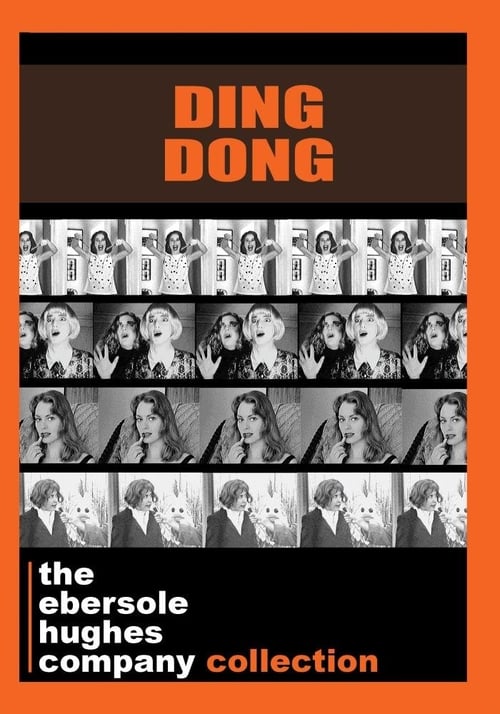 DING
DONG
the
ebersole
hughes
company collection